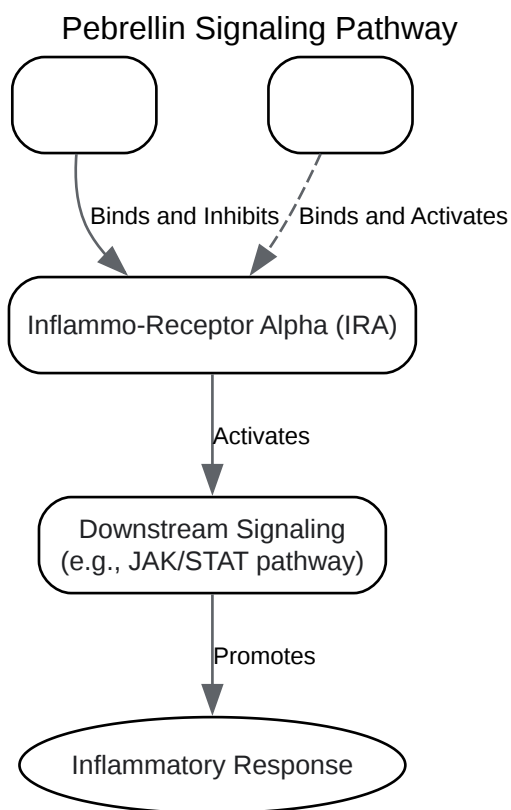 Pebrellin Signaling Pathway
Binds and Inhibits
Binds and Activates
Inflammo-Receptor Alpha (IRA)
Activates
Downstream Signaling
(e.g., JAK/STAT pathway)
Promotes
Inflammatory Response